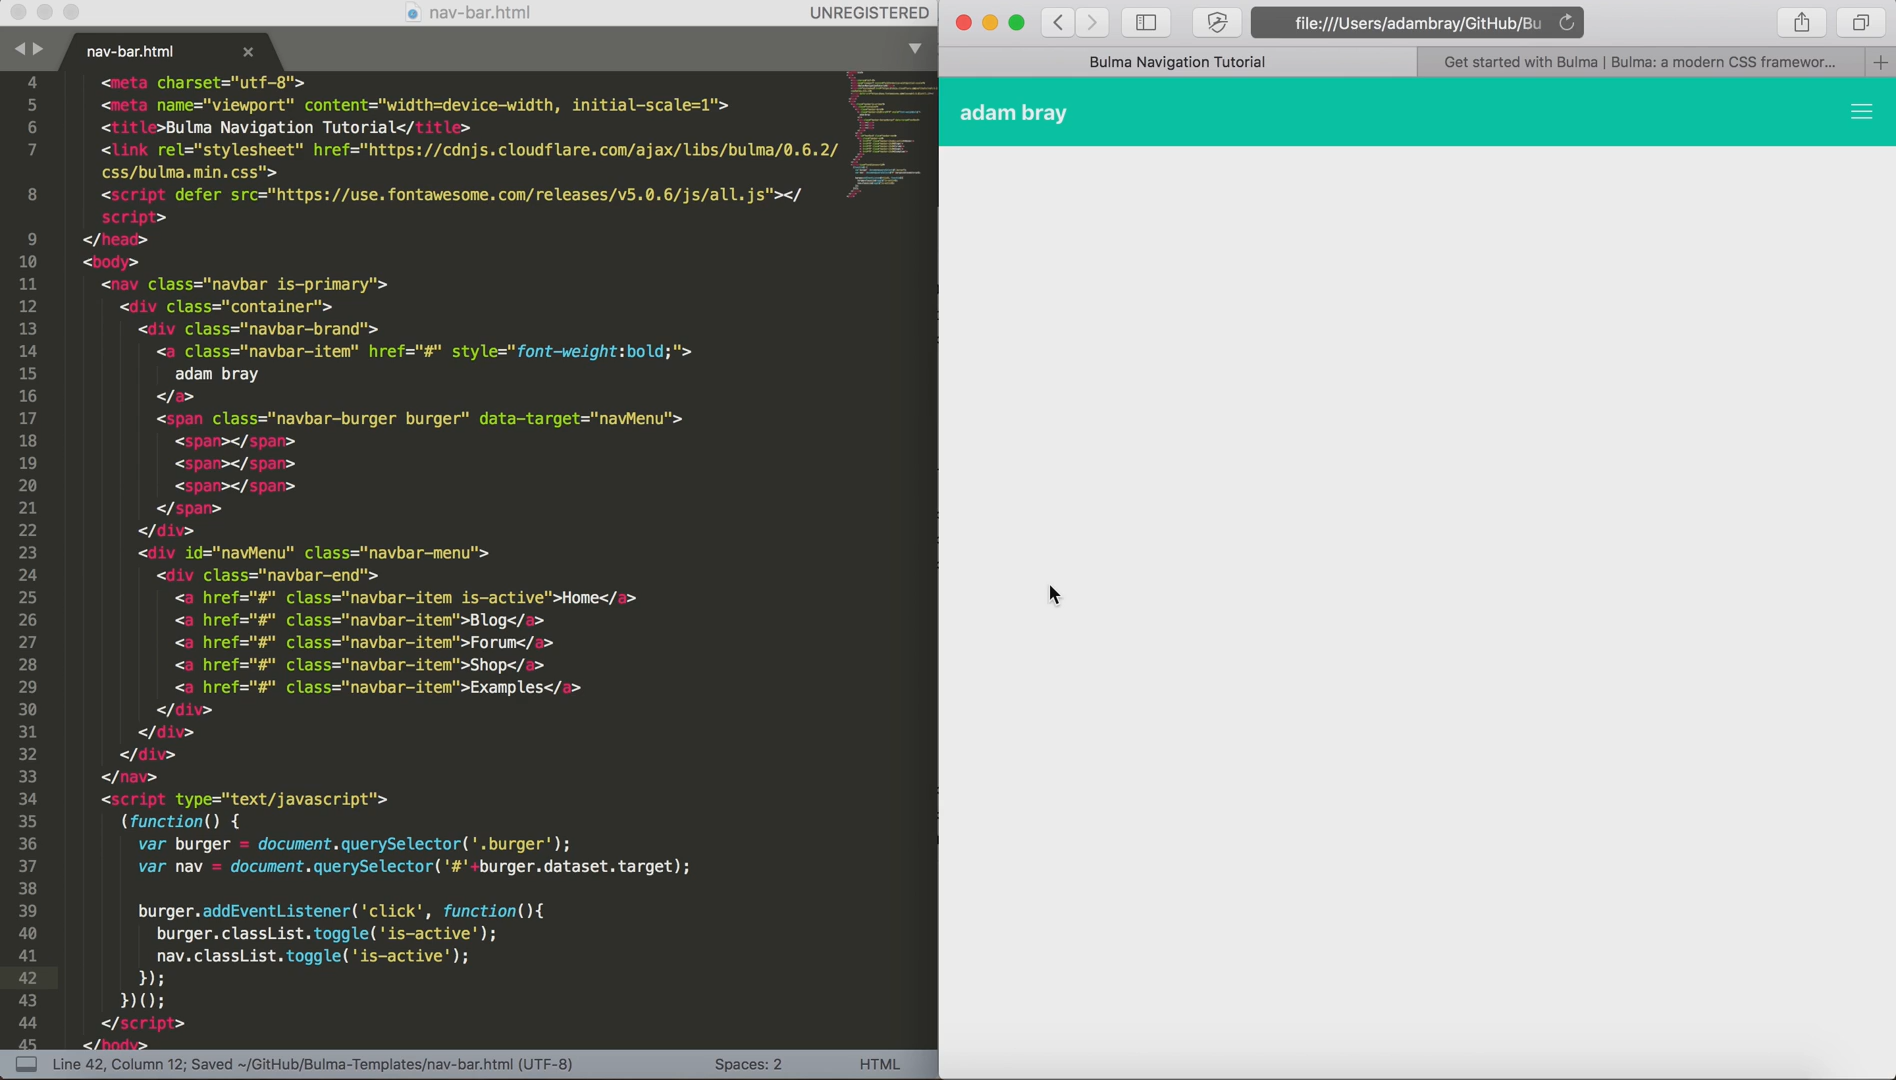 nav-bar.html
UNREGISTERED
nav-bar.html
4 <meta charset="utf-8">
5 <meta name="viewport" content="width=device-width, initial-scale=1">
6 <title>Bulma Navigation Tutorial</title>
7 <link rel="stylesheet" href="https://cdnjs.cloudflare.com/ajax/libs/bulma/0.6.2/
css/bulma.min.css">
8 <script defer src="https://use.fontawesome.com/releases/v5.0.6/js/all.js"></
script>
9 </head>
10 <body>
11 <nav class="navbar is-primary">
12 <div class="container">
13 <div class="navbar-brand">
14 <a class="navbar-item" href="#" style="font-weight:bold;">
15 adam bray
16 </a>
17 <span class="navbar-burger burger" data-target="navMenu">
18 <span></span>
19 <span></span>
20 <span></span>
21 </span>
22 </div>
23 <div id="navMenu" class="navbar-menu">
24 <div class="navbar-end">
25 <a href="#" class="navbar-item is-active">Home</a>
26 <a href="#" class="navbar-item">Blog</a>
27 <a href="#" class="navbar-item">Forum</a>
28 <a href="#" class="navbar-item">Shop</a>
29 <a href="#" class="navbar-item">Examples</a>
30 </div>
31 </div>
32 </div>
33 </nav>
34 <script type="text/javascript">
35 (function() {
36 var burger = document.querySelector('.burger');
37 var nav = document.querySelector('#'+burger.dataset.target);
38
39 burger.addEventListener('click', function(){
40 burger.classList.toggle('is-active');
41 nav.classList.toggle('is-active');
42 });
43 })();
44 </script>
45 </body>
Line 42, Column 12; Saved ~/GitHub/Bulma-Templates/nav-bar.html (UTF-8)
Spaces: 2
HTML
file:///Users/adambray/GitHub/Bu
Bulma Navigation Tutorial
Get started with Bulma | Bulma: a modern CSS framewor...
adam bray